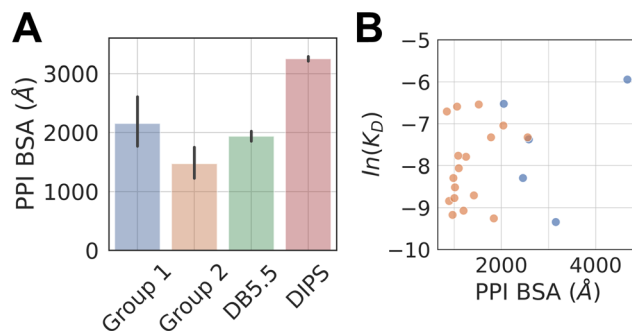 A
PPI BSA (Å)
3000
2000
1000
0
Group 1
Group 2
DB5.5
DIPS
B
ln(K_D)
−5
−6
−7
−8
−9
−10
2000
4000
PPI BSA (Å)